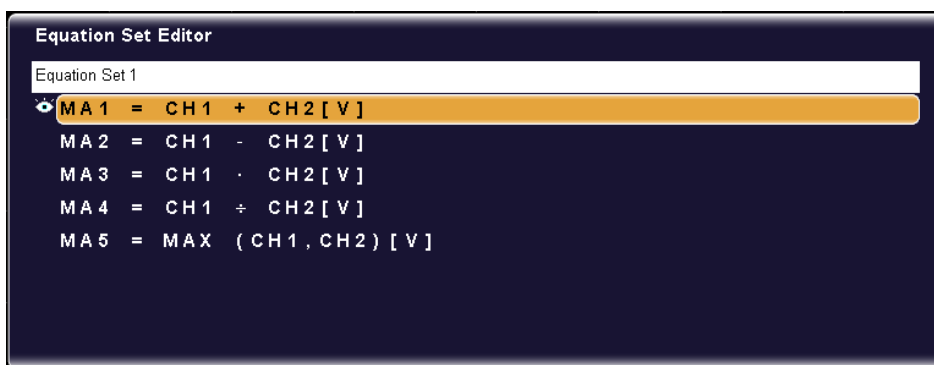 Equation Set Editor
Equation Set 1
MA1 = CH1 + CH2[V]
MA2 = CH1 - CH2[V]
MA3 = CH1 · CH2[V]
MA4 = CH1 ÷ CH2[V]
MA5 = MAX (CH1,CH2)[V]